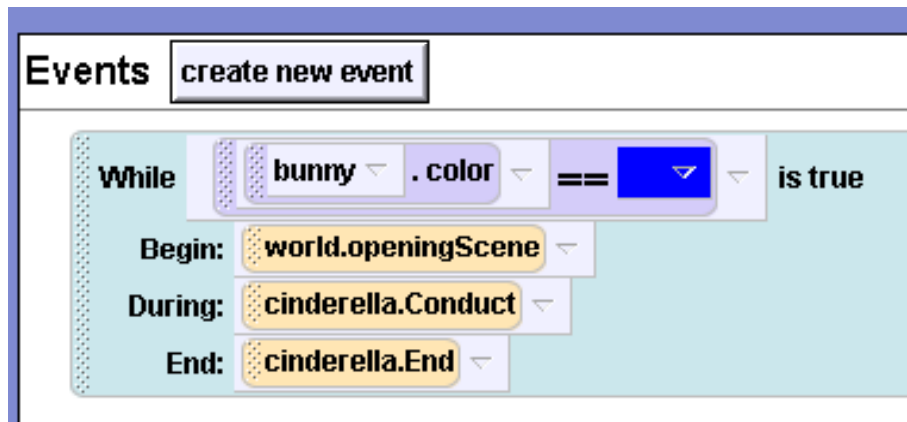 Events create new event
While bunny . color == is true
Begin: world.openingScene
During: cinderella.Conduct
End: cinderella.End